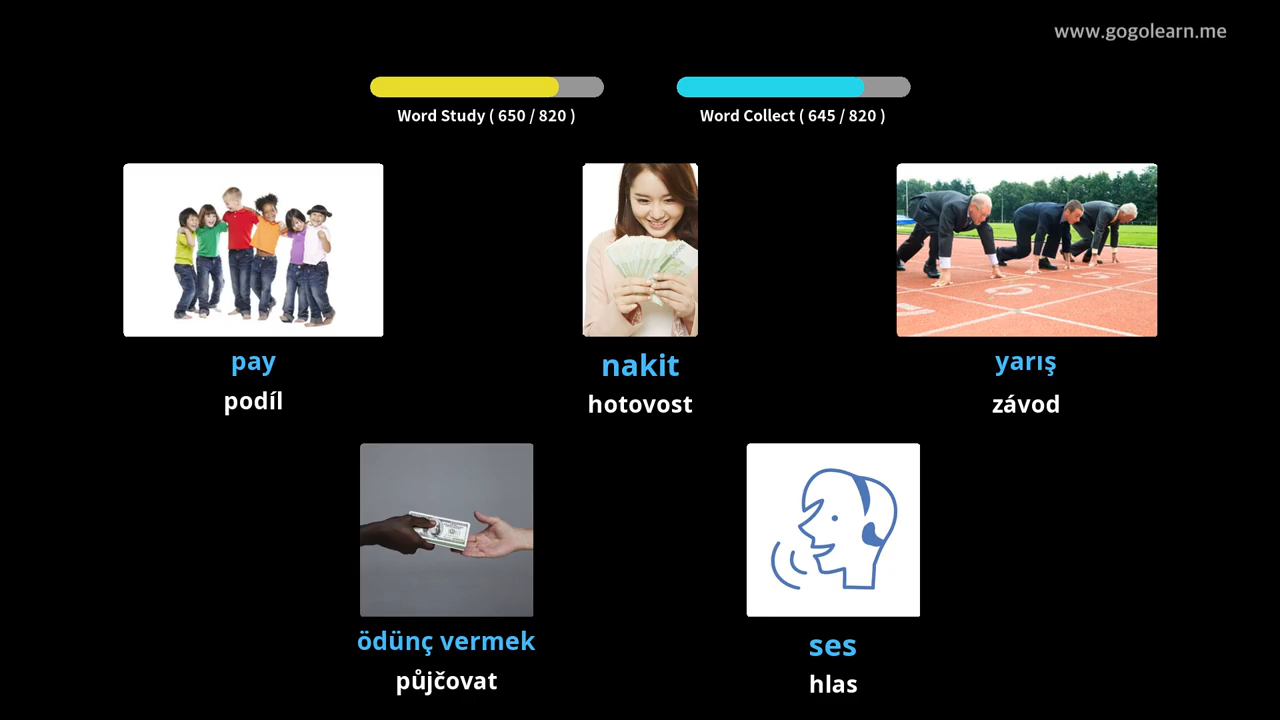 www.gogolearn.me
Word Study ( 650 / 820 )
Word Collect ( 645 / 820 )
pay
podíl
nakit
hotovost
yarış
závod
ödünç vermek
půjčovat
ses
hlas